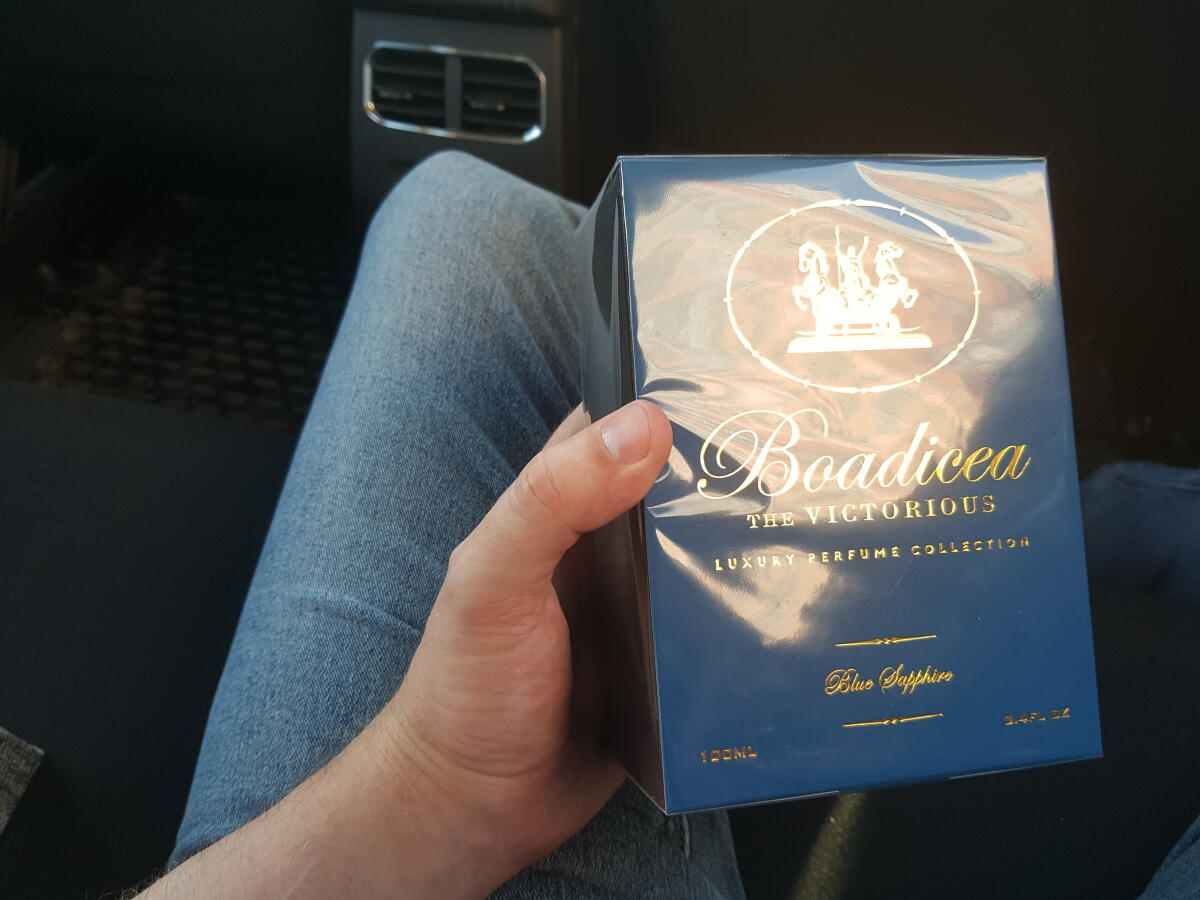 Boadicea
THE VICTORIOUS
LUXURY PERFUME COLLECTION
Blue Sapphire
100ML 3.4FL OZ